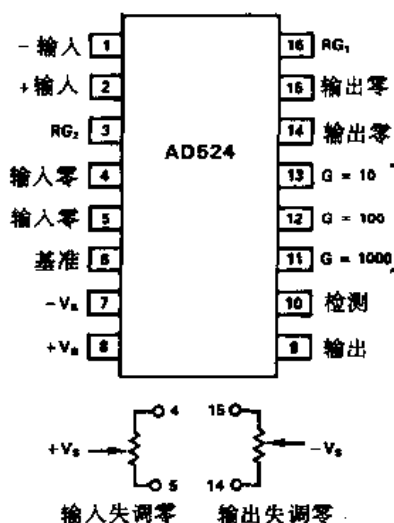 -输入 1 16 RG₁
+输入 2 15 输出零
RG₂ 3 14 输出零
AD524
输入零 4 13 G = 10
输入零 5 12 G = 100
基准 6 11 G = 1000
-Vs 7 10 检测
+Vs 8 9 输出
4 15
+Vs -Vs
5 14
输入失调零 输出失调零